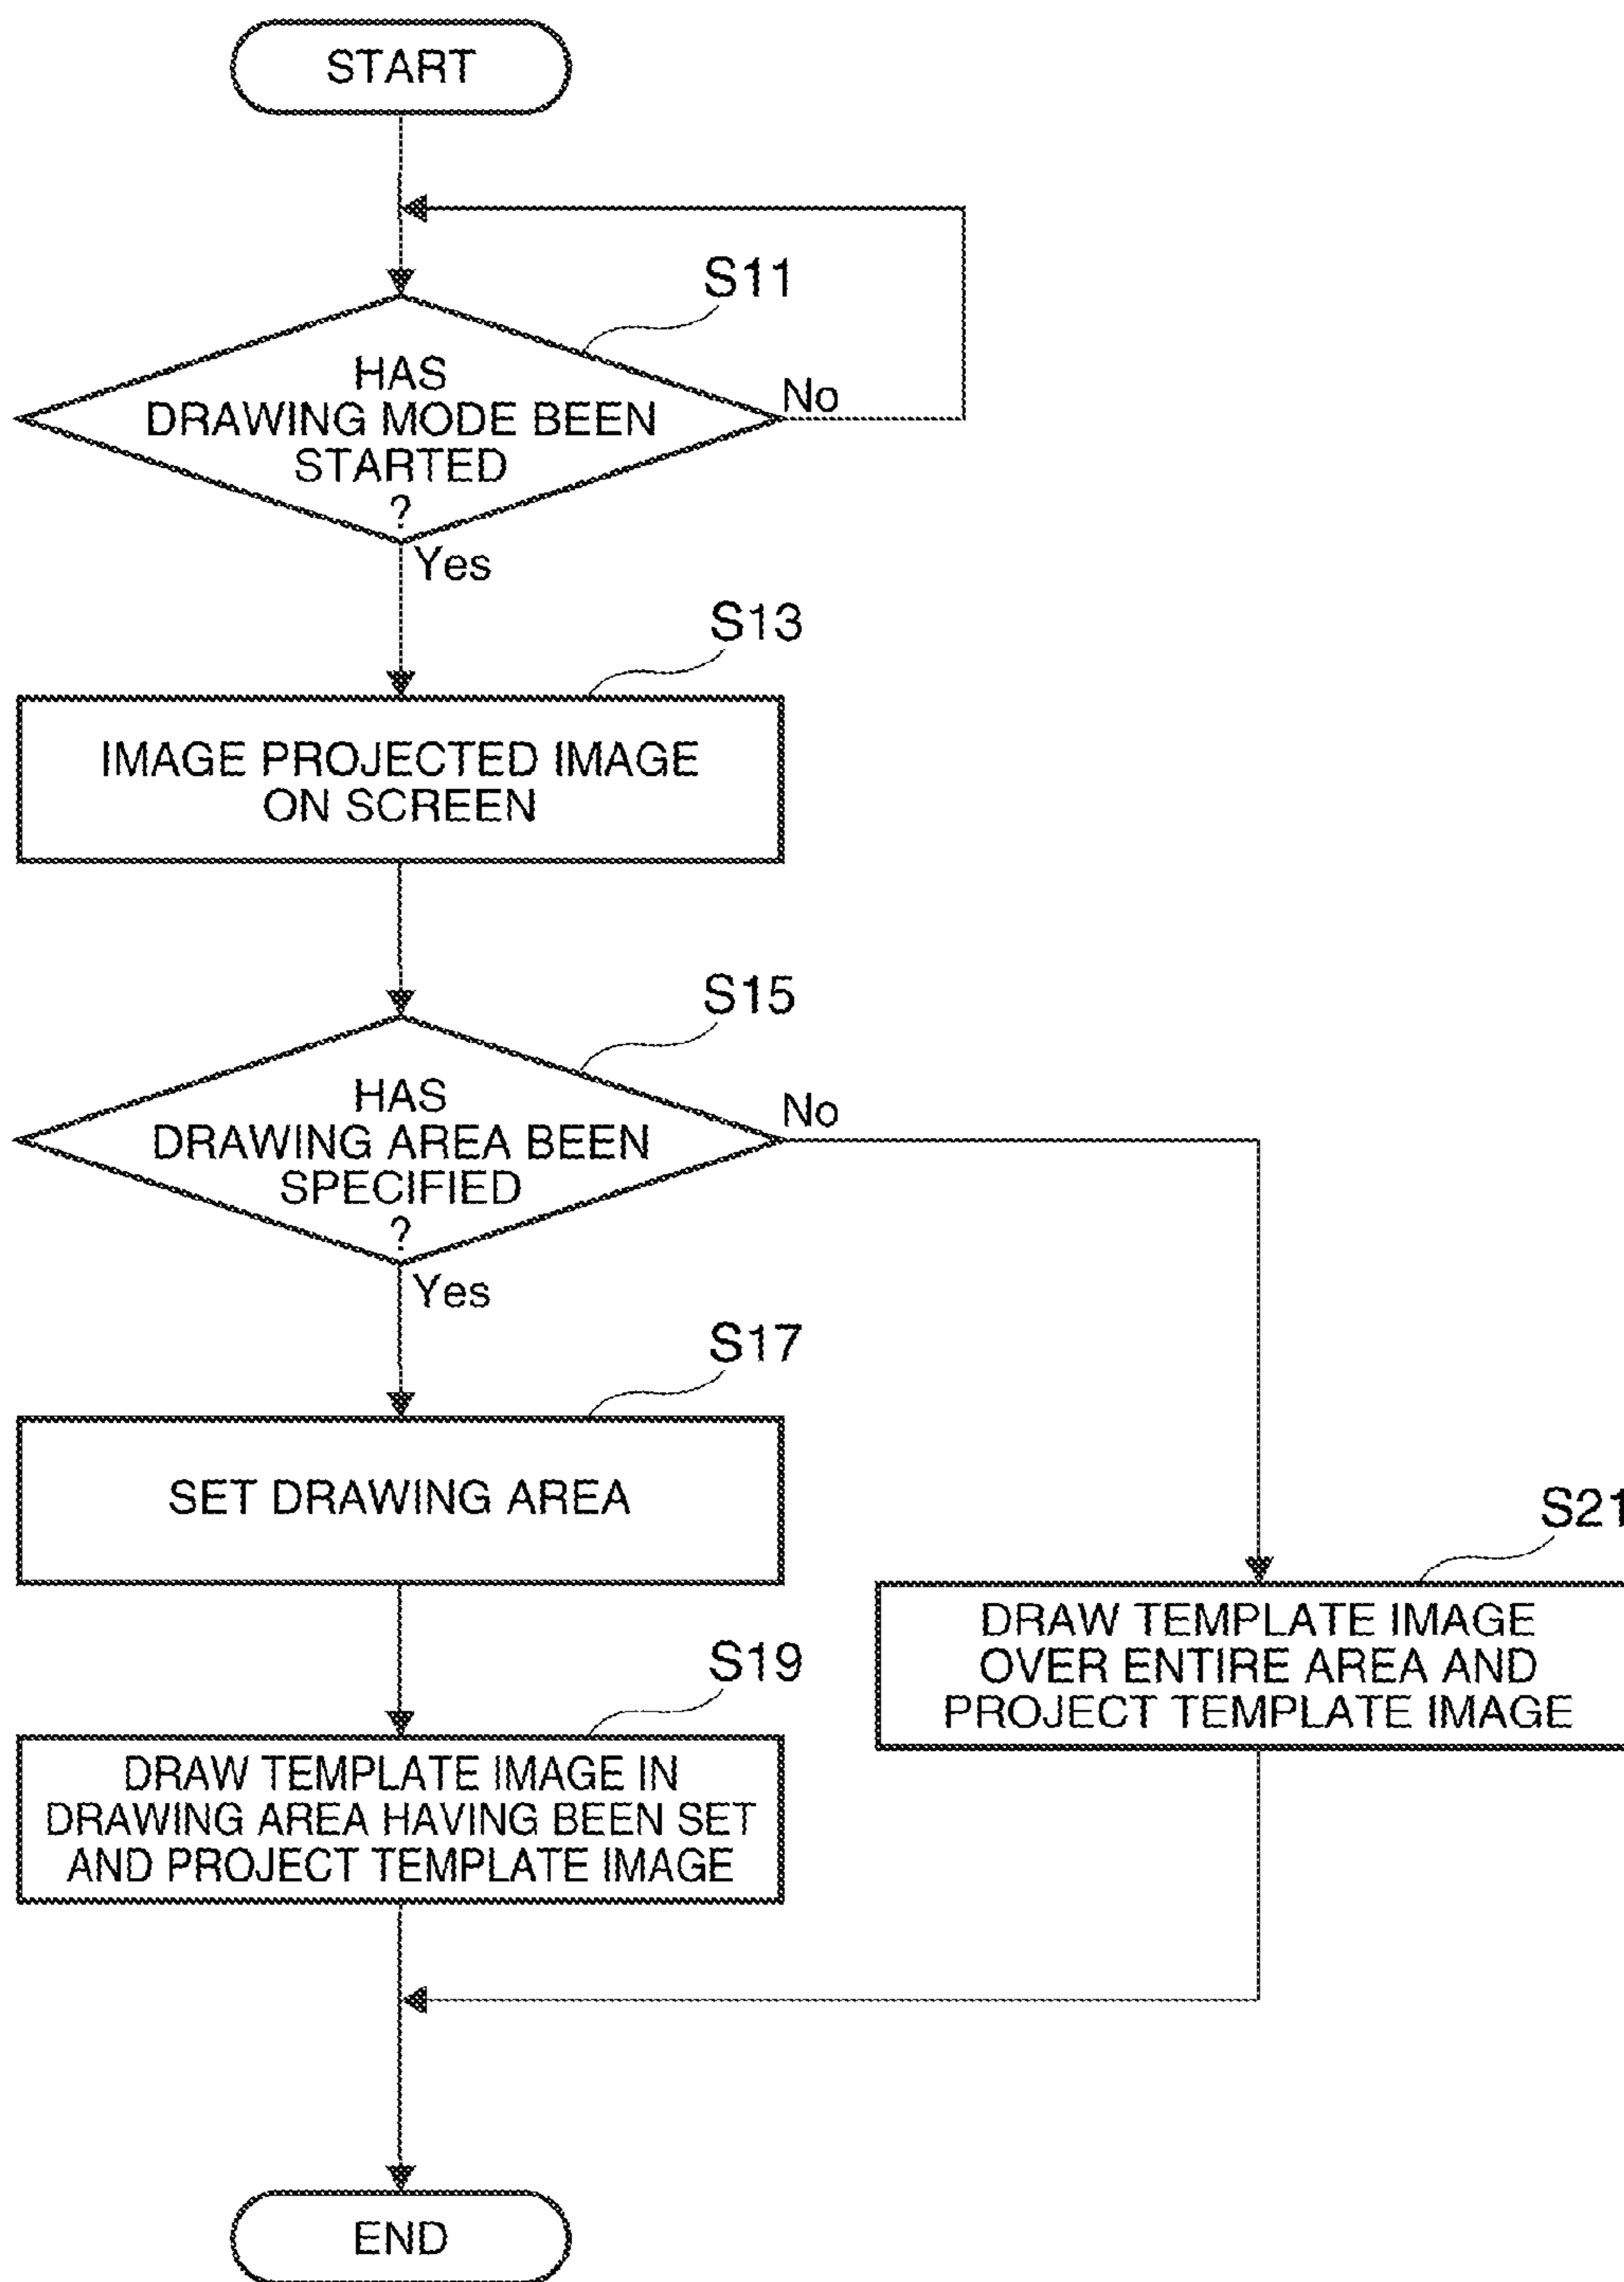 START
S11
HAS
DRAWING MODE BEEN
STARTED
?
No
Yes
S13
IMAGE PROJECTED IMAGE
ON SCREEN
S15
HAS
DRAWING AREA BEEN
SPECIFIED
?
No
Yes
S17
SET DRAWING AREA
S21
DRAW TEMPLATE IMAGE
OVER ENTIRE AREA AND
PROJECT TEMPLATE IMAGE
S19
DRAW TEMPLATE IMAGE IN
DRAWING AREA HAVING BEEN SET
AND PROJECT TEMPLATE IMAGE
END